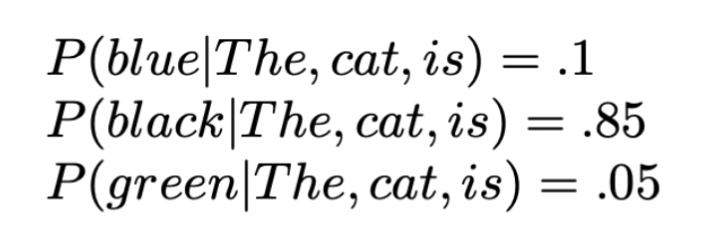 P(blue|The, cat, is) = .1
P(black|The, cat, is) = .85
P(green|The, cat, is) = .05